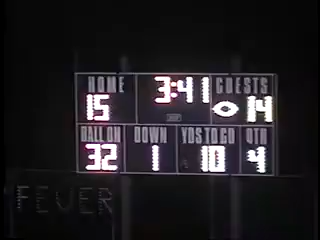 HOME 3:41 GUESTS
15 14
BALL ON DOWN YDS TO GO QTR
32 1 10 4
FEVER